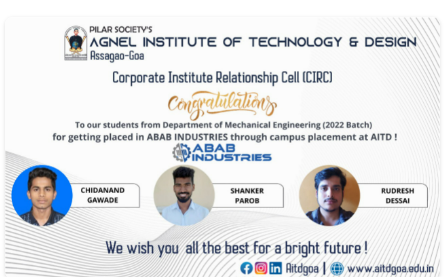 PILAR SOCIETY'S
AGNEL INSTITUTE OF TECHNOLOGY & DESIGN
Assagao-Goa
Corporate Institute Relationship Cell (CIRC)
Congratulations
To our students from Department of Mechanical Engineering (2022 Batch)
for getting placed in ABAB INDUSTRIES through campus placement at AITD !
ABAB
INDUSTRIES
CHIDANAND
GAWADE
SHANKER
PAROB
RUDRESH
DESSAI
We wish you all the best for a bright future !
Aitdgoa | www.aitdgoa.edu.in